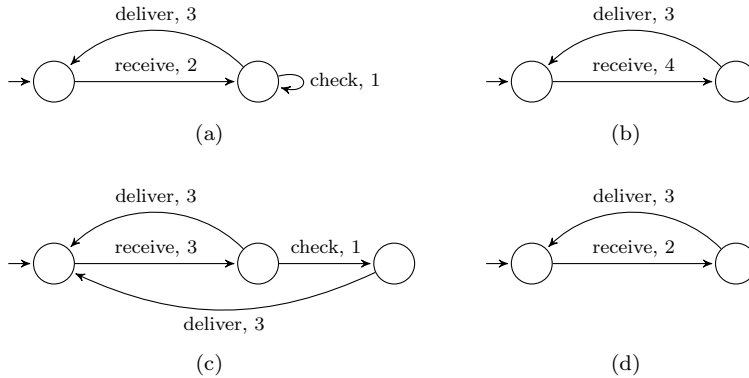 deliver, 3
receive, 2
check, 1
(a)
deliver, 3
receive, 4
(b)
deliver, 3
receive, 3
check, 1
deliver, 3
(c)
deliver, 3
receive, 2
(d)